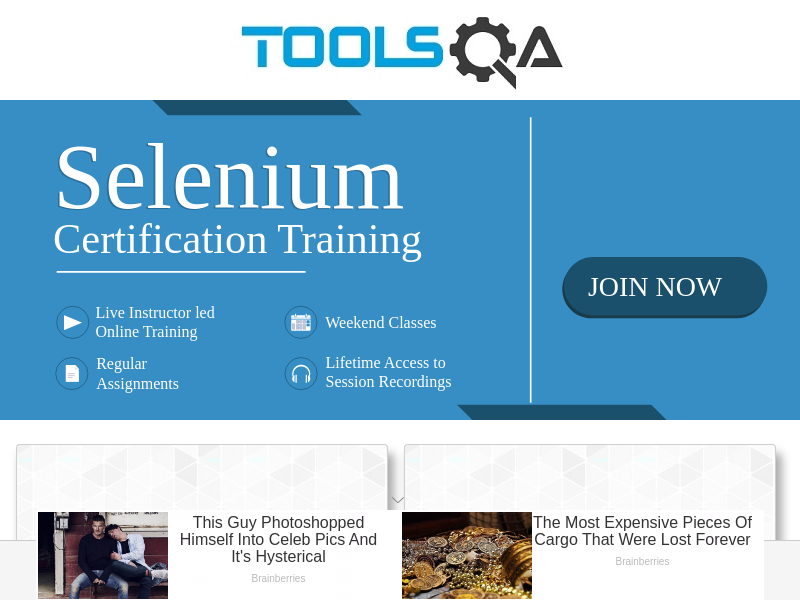 TOOLSQA
Selenium
Certification Training
JOIN NOW
Live Instructor led
Online Training
Weekend Classes
Regular
Assignments
Lifetime Access to
Session Recordings
This Guy Photoshopped
Himself Into Celeb Pics And
It's Hysterical
Brainberries
The Most Expensive Pieces Of
Cargo That Were Lost Forever
Brainberries